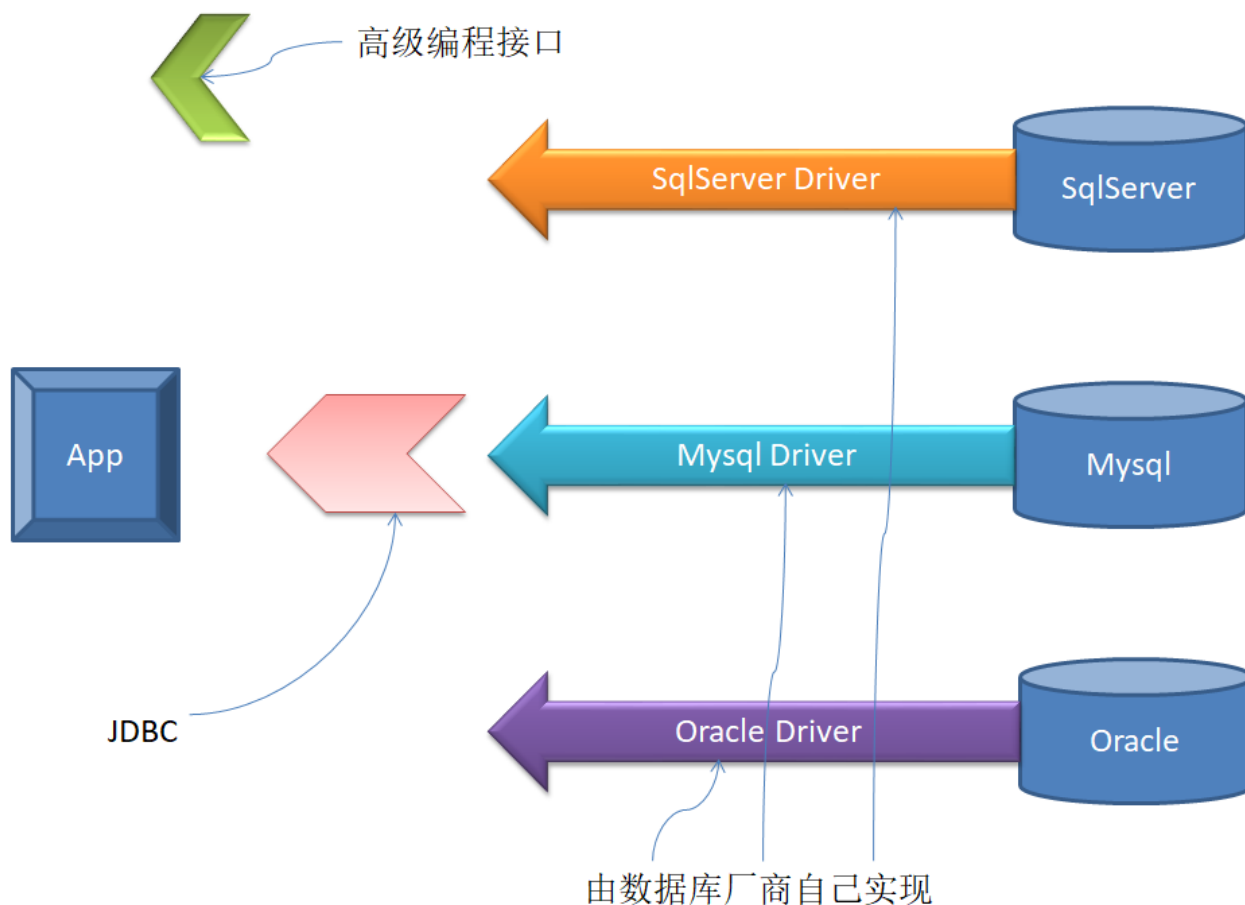 高级编程接口
SqlServer Driver
SqlServer
App
Mysql Driver
Mysql
JDBC
Oracle Driver
Oracle
由数据库厂商自己实现